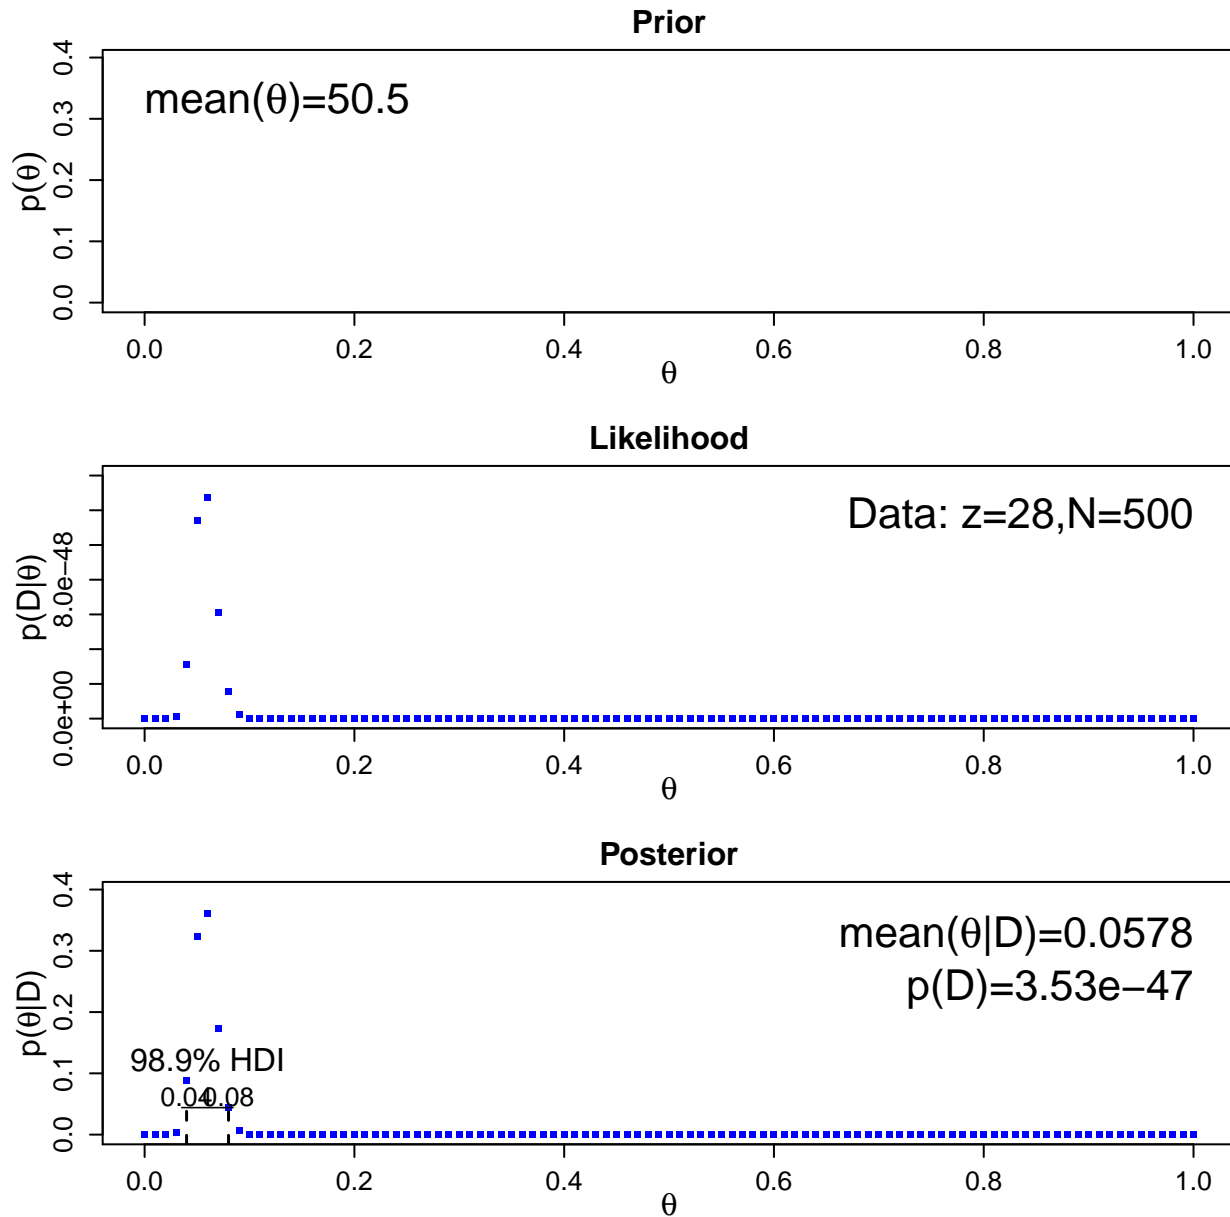 Prior
mean(θ)=50.5
p(θ)
0.0 0.1 0.2 0.3 0.4
0.0 0.2 0.4 0.6 0.8 1.0
θ
Likelihood
Data: z=28,N=500
p(D|θ)
0.0e+00 8.0e−48
0.0 0.2 0.4 0.6 0.8 1.0
θ
Posterior
mean(θ|D)=0.0578
p(D)=3.53e−47
p(θ|D)
0.0 0.1 0.2 0.3 0.4
98.9% HDI
0.04 0.08
0.0 0.2 0.4 0.6 0.8 1.0
θ